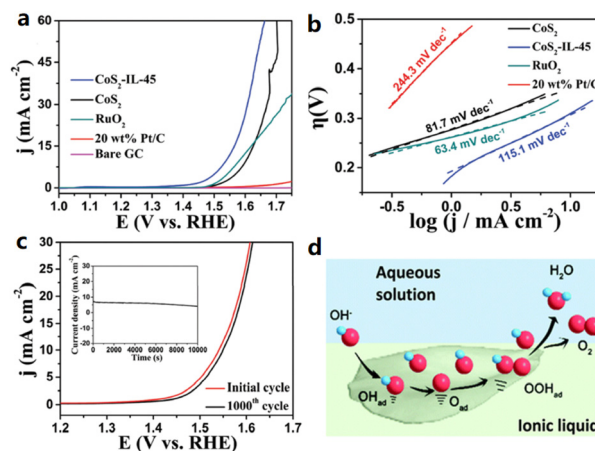 a
j (mA cm⁻²)
60
40
20
0
CoS₂-IL-45
CoS₂
RuO₂
20 wt% Pt/C
Bare GC
1.0 1.1 1.2 1.3 1.4 1.5 1.6 1.7
E (V vs. RHE)
b
η(V)
0.5
0.4
0.3
0.2
CoS₂
CoS₂-IL-45
RuO₂
20 wt% Pt/C
244.3 mV dec⁻¹
81.7 mV dec⁻¹
63.4 mV dec⁻¹
115.1 mV dec⁻¹
-0.5 0.0 0.5 1.0
log (j / mA cm⁻²)
c
j (mA cm⁻²)
30
25
20
15
10
5
0
Current density (mA cm⁻²)
30
20
10
0
-10
-20
0 2000 4000 6000 8000 10000
Time (s)
Initial cycle
1000ᵗʰ cycle
1.2 1.3 1.4 1.5 1.6 1.7
E (V vs. RHE)
d
Aqueous
solution
H₂O
OH⁻
O₂
OHₐd
Oₐd
OOHₐd
Ionic liquid